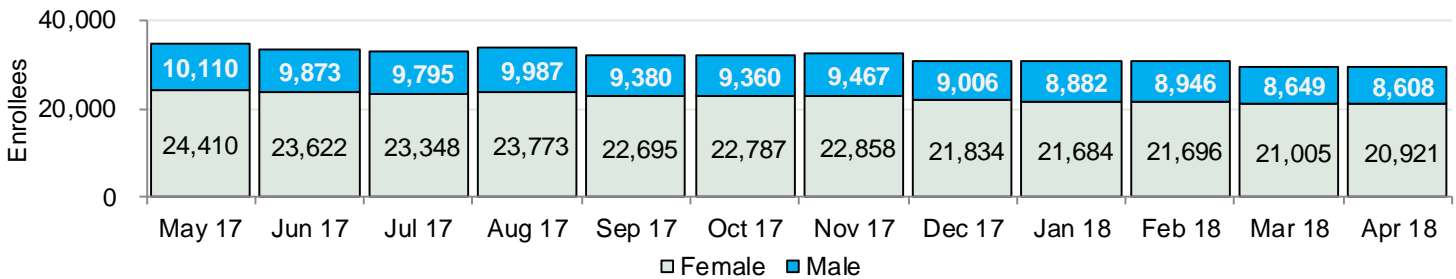 40,000
10,110 9,873 9,795 9,987 9,380 9,360 9,467 9,006 8,882 8,946 8,649 8,608
20,000
Enrollees
24,410 23,622 23,348 23,773 22,695 22,787 22,858 21,834 21,684 21,696 21,005 20,921
0
May 17 Jun 17 Jul 17 Aug 17 Sep 17 Oct 17 Nov 17 Dec 17 Jan 18 Feb 18 Mar 18 Apr 18
Female Male